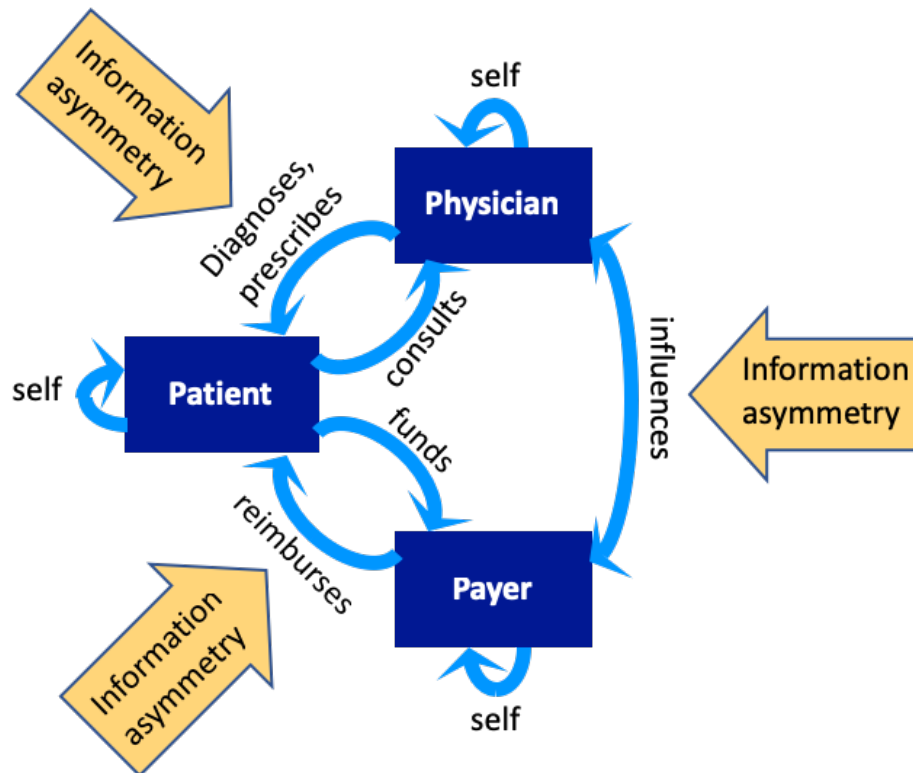 Information
asymmetry
self
Physician
Diagnoses,
prescribes
consults
influences
Information
asymmetry
self
Patient
funds
reimburses
Payer
Information
asymmetry
self